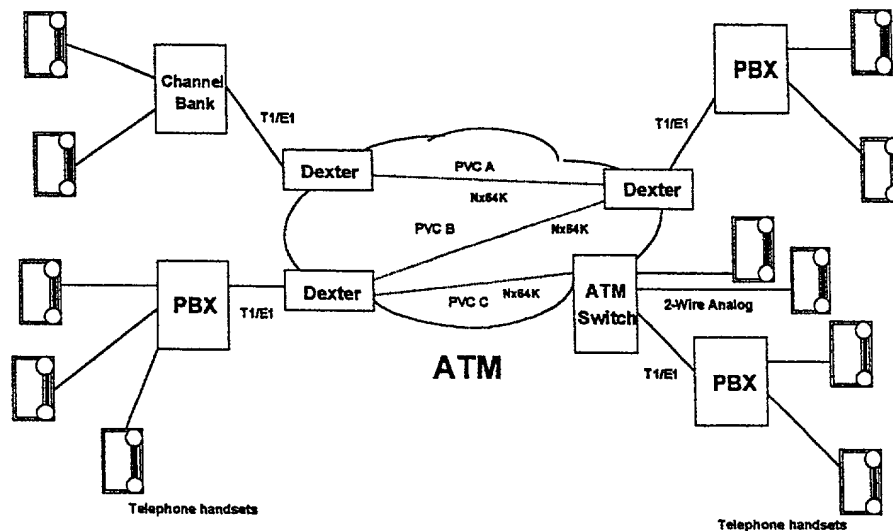 Channel
Bank
T1/E1
PBX
T1/E1
Dexter
PVC A
Nx64K
Dexter
PVC B
Nx64K
PBX
T1/E1
Dexter
PVC C
Nx64K
ATM
Switch
2-Wire Analog
ATM
T1/E1
PBX
Telephone handsets
Telephone handsets